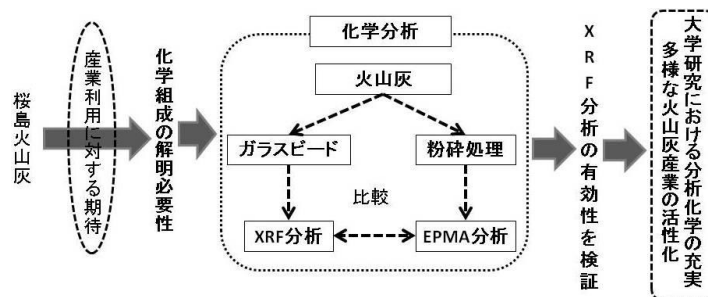 桜島火山灰
産業利用に対する期待
化学組成の解明必要性
化学分析
火山灰
ガラスビード
粉砕処理
比較
XRF分析
EPMA分析
XRF分析の有効性を検証
大学研究における分析化学の充実
多様な火山灰産業の活性化